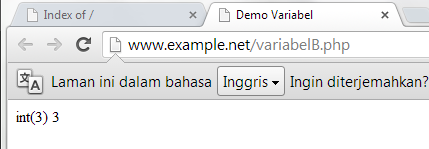 Index of /
Demo Variabel
www.example.net/variabelB.php
Laman ini dalam bahasa Inggris Ingin diterjemahkan?
int(3) 3